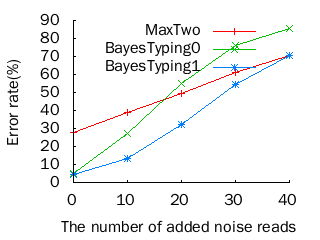 90
80
70
60
50
40
30
20
10
0
Error rate(%)
MaxTwo
BayesTyping0
BayesTyping1
0 10 20 30 40
The number of added noise reads